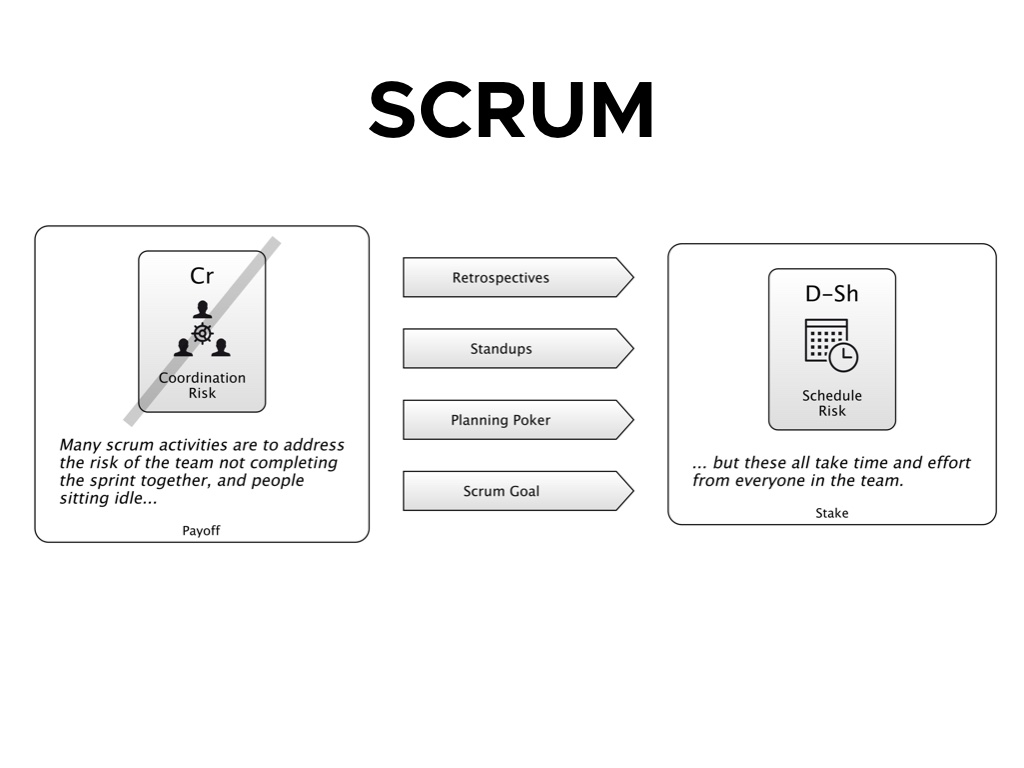 SCRUM
Cr
Coordination
Risk
Many scrum activities are to address
the risk of the team not completing
the sprint together, and people
sitting idle...
Payoff
Retrospectives
Standups
Planning Poker
Scrum Goal
D-Sh
Schedule
Risk
... but these all take time and effort
from everyone in the team.
Stake